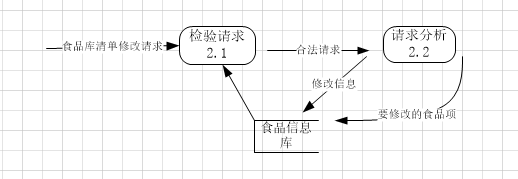 检验请求
2.1
请求分析
2.2
食品库清单修改请求
合法请求
修改信息
要修改的食品项
食品信息
库